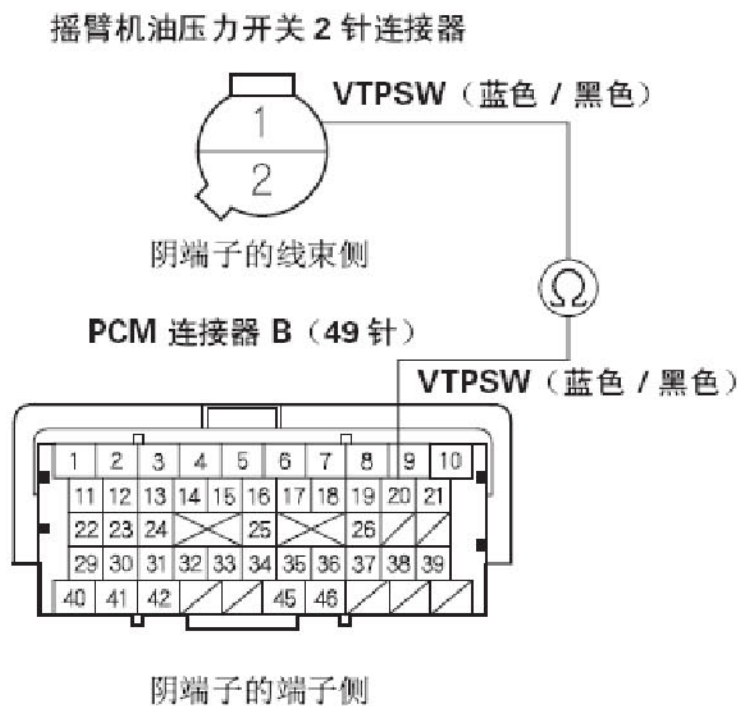 摇臂机油压力开关 2 针连接器
VTPSW（蓝色 / 黑色）
1
2
阴端子的线束侧
Ω
PCM 连接器 B（49 针）
VTPSW（蓝色 / 黑色）
1 2 3 4 5 6 7 8 9 10
11 12 13 14 15 16 17 18 19 20 21
22 23 24 25 26
29 30 31 32 33 34 35 36 37 38 39
40 41 42 45 46
阴端子的端子侧